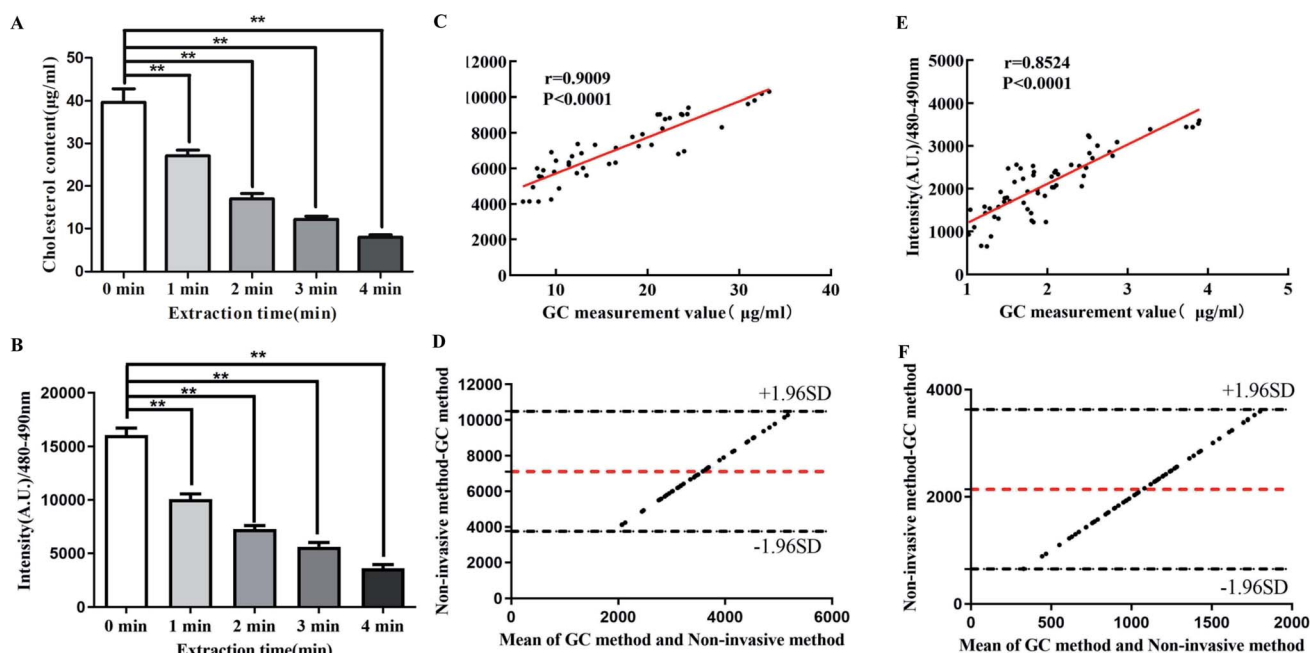 A
**
**
**
**
Cholesterol content(μg/ml)
50
40
30
20
10
0
0 min 1 min 2 min 3 min 4 min
Extraction time(min)
B
**
**
**
**
Intensity(A.U.)/480-490nm
20000
15000
10000
5000
0
0 min 1 min 2 min 3 min 4 min
Extraction time(min)
C
r=0.9009
P<0.0001
12000
10000
8000
6000
4000
2000
0
10 20 30 40
GC measurement value( μg/ml)
D
Non-invasive method-GC method
12000
10000
8000
6000
4000
2000
0
+1.96SD
-1.96SD
0 2000 4000 6000
Mean of GC method and Non-invasive method
E
r=0.8524
P<0.0001
Intensity(A.U.)/480-490nm
5000
4000
3000
2000
1000
0
1 2 3 4 5
GC measurement value( μg/ml)
F
Non-invasive method-GC method
4000
2000
0
+1.96SD
-1.96SD
0 500 1000 1500 2000
Mean of GC method and Non-invasive method